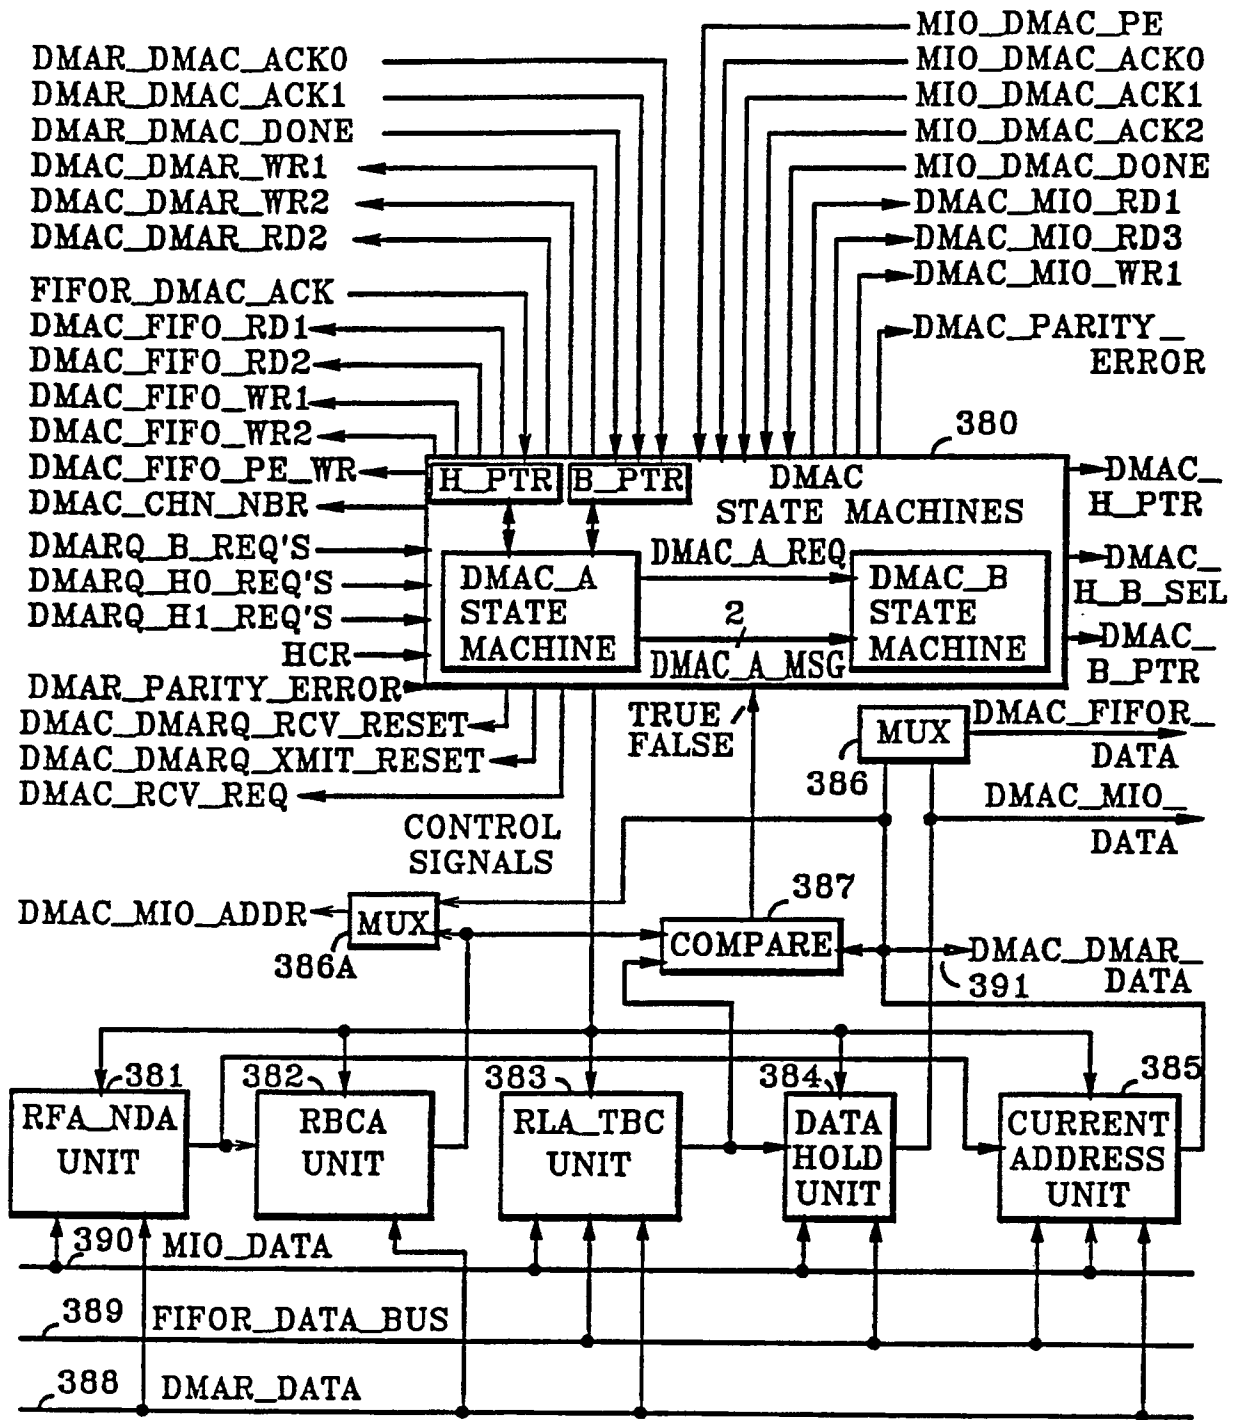 DMAR_DMAC_ACK0
DMAR_DMAC_ACK1
DMAR_DMAC_DONE
DMAC_DMAR_WR1
DMAC_DMAR_WR2
DMAC_DMAR_RD2
FIFOR_DMAC_ACK
DMAC_FIFO_RD1
DMAC_FIFO_RD2
DMAC_FIFO_WR1
DMAC_FIFO_WR2
DMAC_FIFO_PE_WR
DMAC_CHN_NBR
DMARQ_B_REQ'S
DMARQ_H0_REQ'S
DMARQ_H1_REQ'S
HCR
DMAR_PARITY_ERROR
DMAC_DMARQ_RCV_RESET
DMAC_DMARQ_XMIT_RESET
DMAC_RCV_REQ
MIO_DMAC_PE
MIO_DMAC_ACK0
MIO_DMAC_ACK1
MIO_DMAC_ACK2
MIO_DMAC_DONE
DMAC_MIO_RD1
DMAC_MIO_RD3
DMAC_MIO_WR1
DMAC_PARITY_
ERROR
380
H_PTR
B_PTR
DMAC
STATE MACHINES
DMAC_A
STATE
MACHINE
DMAC_A_REQ
2
DMAC_A_MSG
DMAC_B
STATE
MACHINE
DMAC_
H_PTR
DMAC_
H_B_SEL
DMAC_
B_PTR
TRUE
FALSE
MUX
386
DMAC_FIFOR_
DATA
DMAC_MIO_
DATA
CONTROL
SIGNALS
DMAC_MIO_ADDR
MUX
386A
387
COMPARE
DMAC_DMAR_
DATA
391
381
RFA_NDA
UNIT
382
RBCA
UNIT
383
RLA_TBC
UNIT
384
DATA
HOLD
UNIT
385
CURRENT
ADDRESS
UNIT
390 MIO_DATA
389 FIFOR_DATA_BUS
388 DMAR_DATA